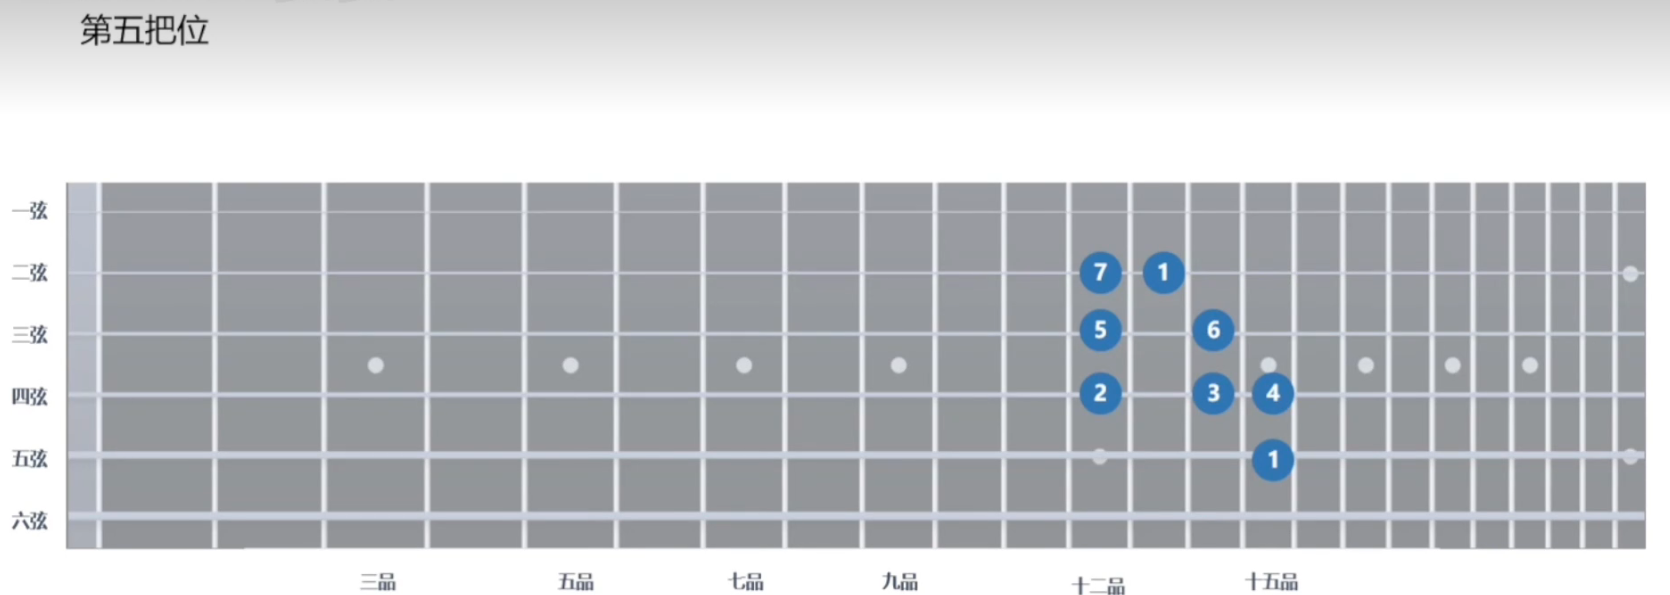 第五把位
一弦
二弦 7 1
三弦 5 6
四弦 2 3 4
五弦 1
六弦
三品 五品 七品 九品 十二品 十五品